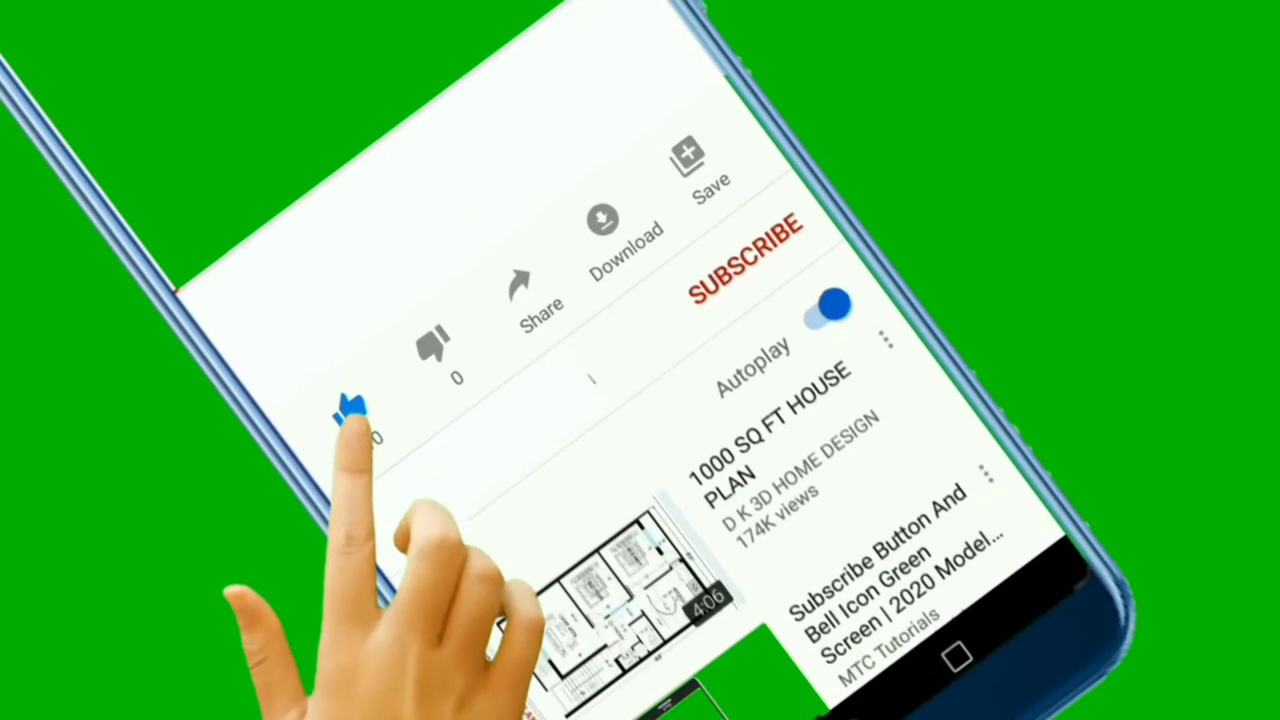 0
0
Share
Download
Save
SUBSCRIBE
Autoplay
1000 SQ FT HOUSE
PLAN
D K 3D HOME DESIGN
174K views
4:06
Subscribe Button And
Bell Icon Green
Screen | 2020 Model...
MTC Tutorials